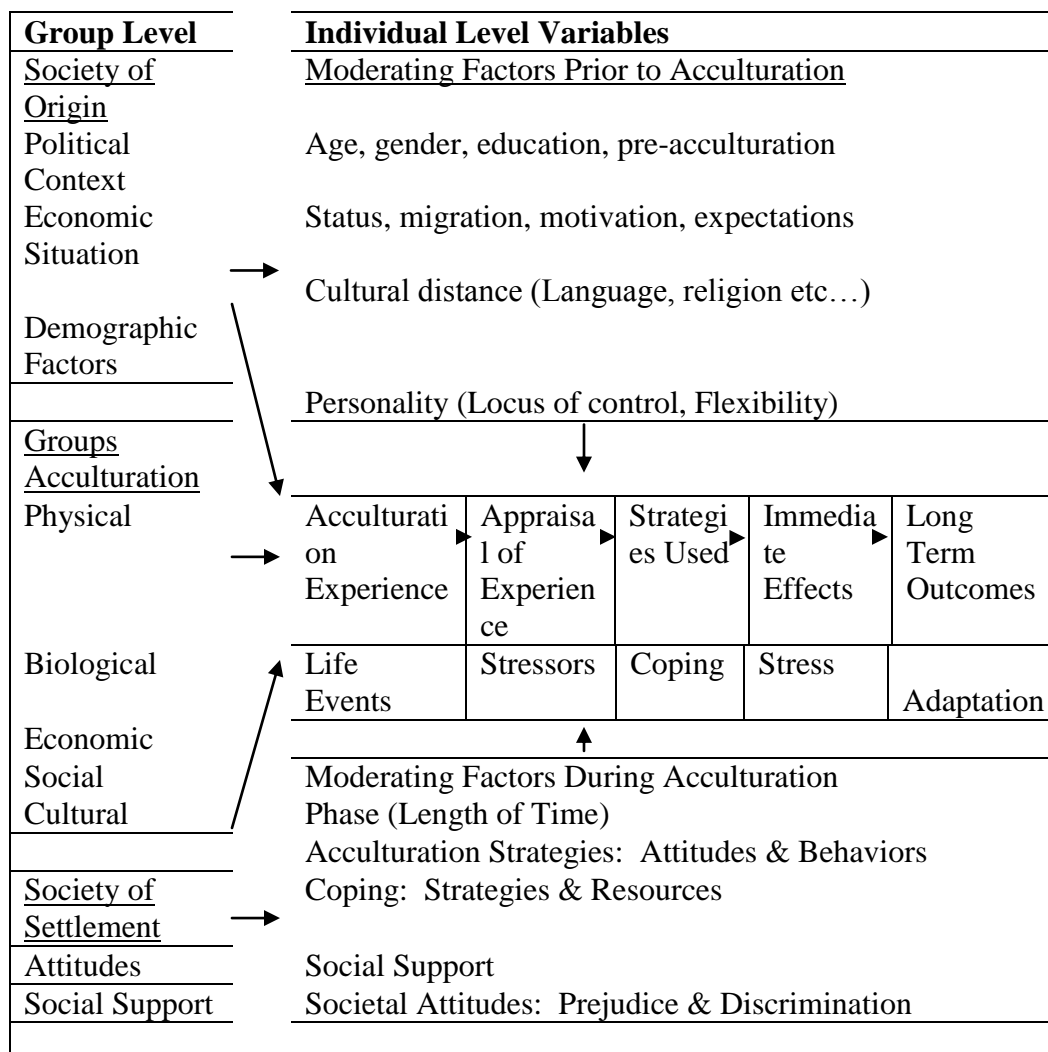 Group Level
Individual Level Variables
Society of
Origin
Moderating Factors Prior to Acculturation
Political
Context
Age, gender, education, pre-acculturation
Economic
Situation
Status, migration, motivation, expectations
Cultural distance (Language, religion etc…)
Demographic
Factors
Personality (Locus of control, Flexibility)
Groups
Acculturation
Physical
Acculturati
on
Experience
Appraisa
l of
Experien
ce
Strategi
es Used
Immedia
te
Effects
Long
Term
Outcomes
Biological
Life
Events
Stressors
Coping
Stress
Adaptation
Economic
Social
Cultural
Moderating Factors During Acculturation
Phase (Length of Time)
Acculturation Strategies:  Attitudes & Behaviors
Society of
Settlement
Coping:  Strategies & Resources
Attitudes
Social Support
Social Support
Societal Attitudes:  Prejudice & Discrimination